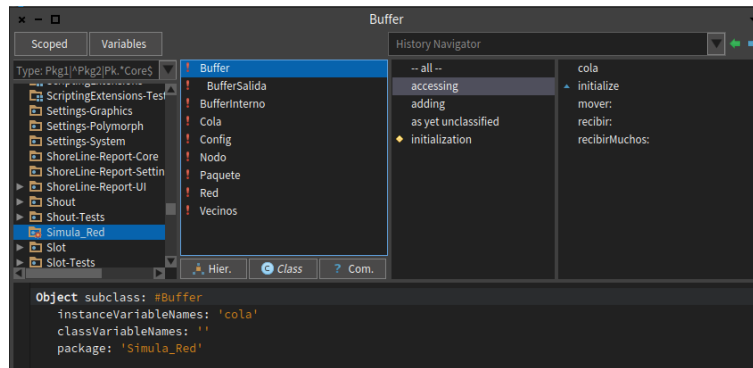 Buffer
Scoped Variables
History Navigator
Type: Pkg1|^Pkg2|Pk.*Core$
ScriptingExtensions-Test
Settings-Graphics
Settings-Polymorph
Settings-System
ShoreLine-Report-Core
ShoreLine-Report-Settin
ShoreLine-Report-UI
Shout
Shout-Tests
Simula_Red
Slot
Slot-Tests
Buffer
BufferSalida
BufferInterno
Cola
Config
Nodo
Paquete
Red
Vecinos
Hier. Class ? Com.
-- all --
accessing
adding
as yet unclassified
initialization
cola
initialize
mover:
recibir:
recibirMuchos:
Object subclass: #Buffer
instanceVariableNames: 'cola'
classVariableNames: ''
package: 'Simula_Red'